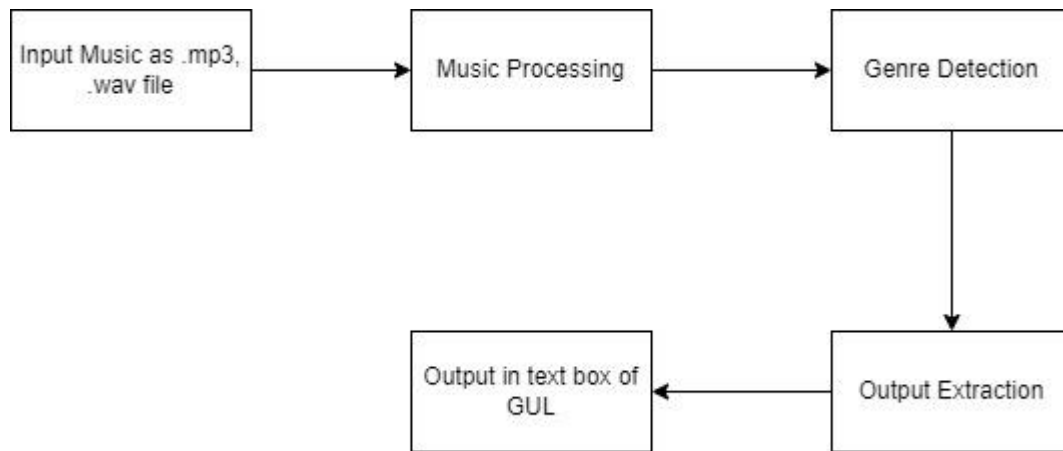 Input Music as .mp3,
.wav file
Music Processing
Genre Detection
Output Extraction
Output in text box of
GUL